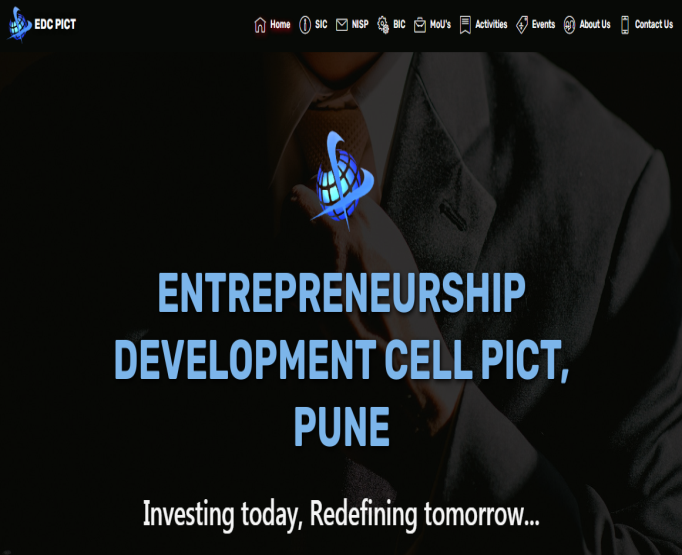 EDC PICT Home SIC NISP BIC MoU's Activities Events About Us Contact Us
ENTREPRENEURSHIP
DEVELOPMENT CELL PICT,
PUNE
Investing today, Redefining tomorrow...